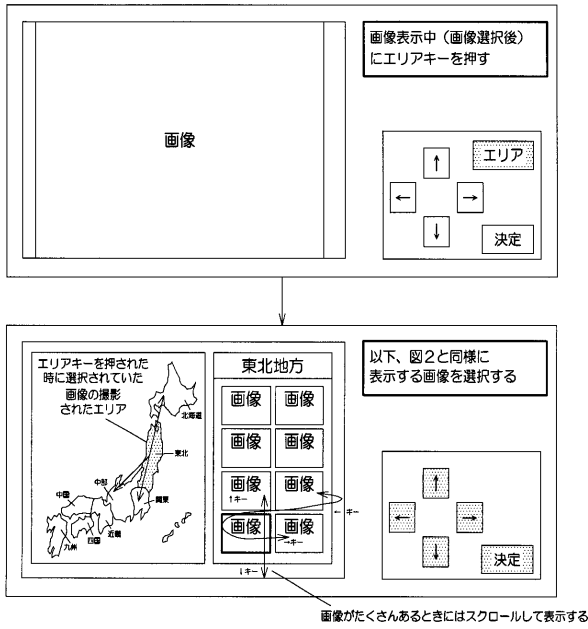 画像
画像表示中（画像選択後）
にエリアキーを押す
エリア
↑
←
→
↓
決定
エリアキーを押された
時に選択されていた
画像の撮影
されたエリア
北海道
東北
中部
関東
中国
近畿
四国
九州
東北地方
画像 画像
画像 画像
画像 画像
↑キー
← キー
画像 画像
→キー
↓キー
以下、図２と同様に
表示する画像を選択する
↑
←
→
↓
決定
画像がたくさんあるときにはスクロールして表示する